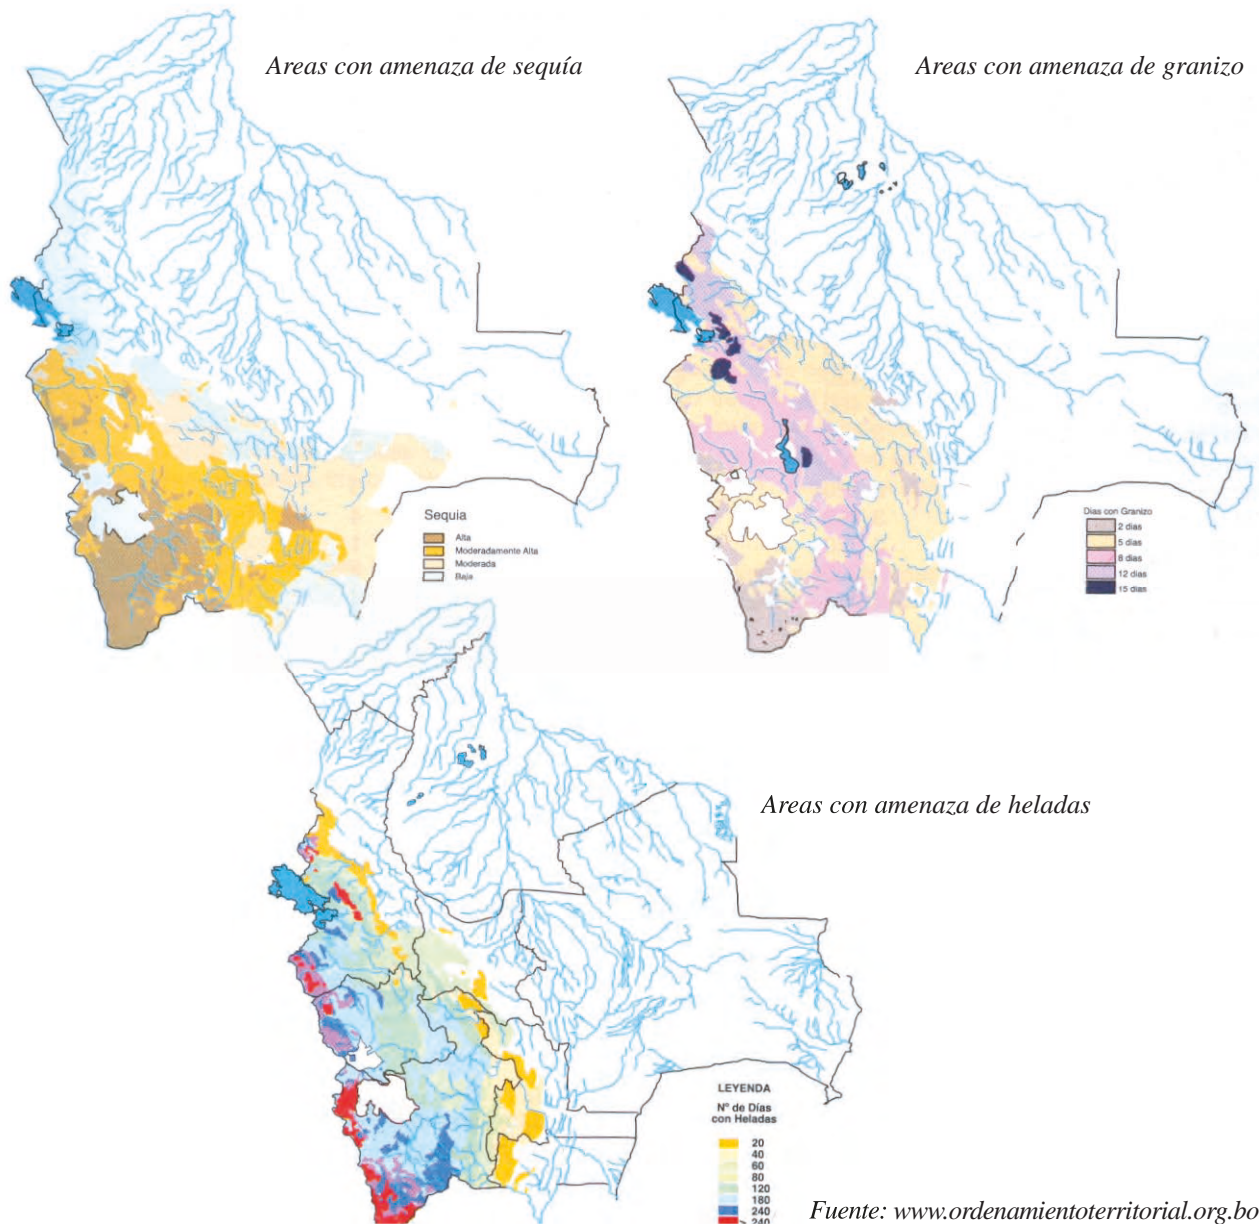 Areas con amenaza de sequía
Areas con amenaza de granizo
Sequia
Alta
Moderadamente Alta
Moderada
Baja
Dias con Granizo
2 dias
5 dias
8 dias
12 dias
15 dias
Areas con amenaza de heladas
LEYENDA
Nº de Días
con Heladas
20
40
60
80
120
180
240
> 240
Fuente: www.ordenamientoterritorial.org.bo